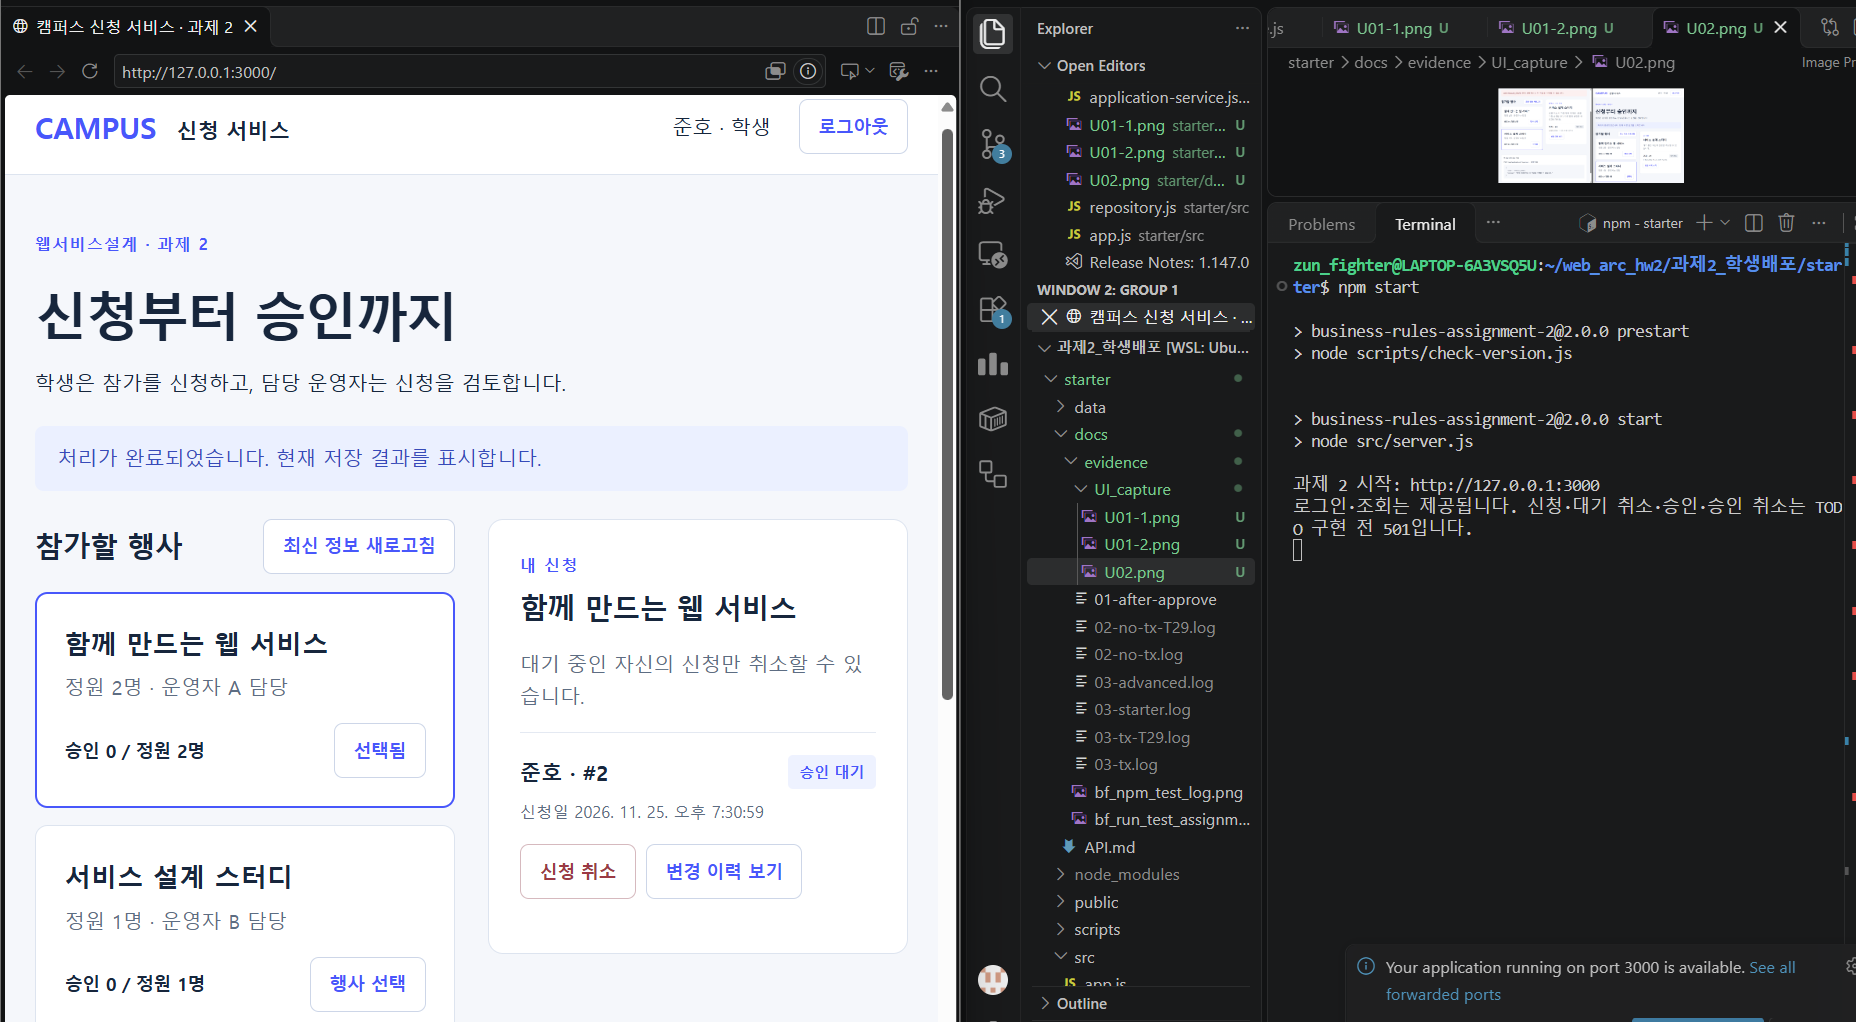 캠퍼스 신청 서비스 · 과제 2
http://127.0.0.1:3000/
CAMPUS 신청 서비스
준호 · 학생
로그아웃
웹서비스설계 · 과제 2
신청부터 승인까지
학생은 참가를 신청하고, 담당 운영자는 신청을 검토합니다.
처리가 완료되었습니다. 현재 저장 결과를 표시합니다.
참가할 행사
최신 정보 새로고침
함께 만드는 웹 서비스
정원 2명 · 운영자 A 담당
승인 0 / 정원 2명
선택됨
서비스 설계 스터디
정원 1명 · 운영자 B 담당
승인 0 / 정원 1명
행사 선택
내 신청
함께 만드는 웹 서비스
대기 중인 자신의 신청만 취소할 수 있
습니다.
준호 · #2
승인 대기
신청일 2026. 11. 25. 오후 7:30:59
신청 취소
변경 이력 보기
3
1
Explorer
Open Editors
JS application-service.js...
U01-1.png starter... U
U01-2.png starter... U
U02.png starter/d... U
JS repository.js starter/src
JS app.js starter/src
Release Notes: 1.147.0
WINDOW 2: GROUP 1
캠퍼스 신청 서비스 · ...
과제2_학생배포 [WSL: Ubu...
starter
data
docs
evidence
UI_capture
U01-1.png U
U01-2.png U
U02.png U
01-after-approve
02-no-tx-T29.log
02-no-tx.log
03-advanced.log
03-starter.log
03-tx-T29.log
03-tx.log
bf_npm_test_log.png
bf_run_test_assignm...
API.md
node_modules
public
scripts
src
JS app.js
Outline
.js
U01-1.png U
U01-2.png U
U02.png U
starter > docs > evidence > UI_capture > U02.png
Image Pr
Problems
Terminal
npm - starter
zun_fighter@LAPTOP-6A3VSQ5U:~/web_arc_hw2/과제2_학생배포/star
ter$ npm start
> business-rules-assignment-2@2.0.0 prestart
> node scripts/check-version.js
> business-rules-assignment-2@2.0.0 start
> node src/server.js
과제 2 시작: http://127.0.0.1:3000
로그인·조회는 제공됩니다. 신청·대기 취소·승인·승인 취소는 TOD
O 구현 전 501입니다.
Your application running on port 3000 is available. See all
forwarded ports